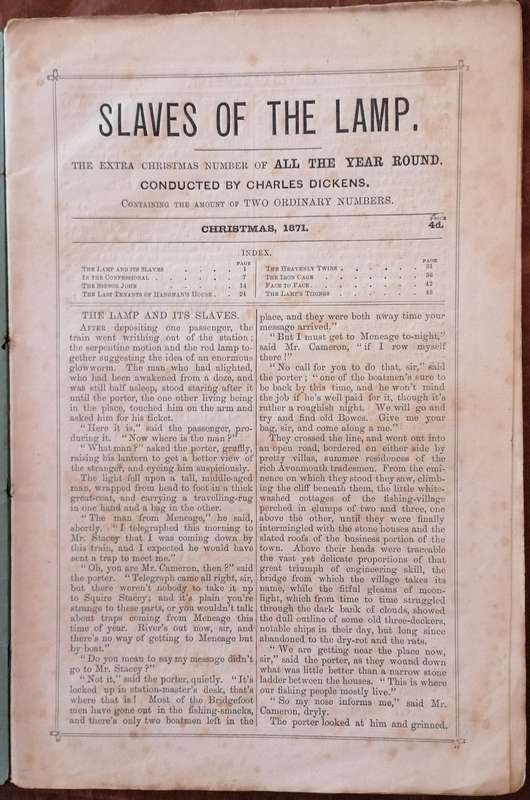 SLAVES OF THE LAMP.
THE EXTRA CHRISTMAS NUMBER OF ALL THE YEAR ROUND.
CONDUCTED BY CHARLES DICKENS.
CONTAINING THE AMOUNT OF TWO ORDINARY NUMBERS.
CHRISTMAS, 1871.
PRICE
4d.
INDEX.
PAGE
THE LAMP AND ITS SLAVES . . . . . 1
IN THE CONFESSIONAL . . . . . . 7
THE SIGNOR JOHN . . . . . . 14
THE LAST TENANTS OF HANGMAN'S HOUSE . . 24
PAGE
THE HEAVENLY TWINS . . . . . . 31
THE IRON CAGE . . . . . . . 36
FACE TO FACE . . . . . . . 42
THE LAMP'S TIDINGS . . . . . . 48
THE LAMP AND ITS SLAVES.
AFTER depositing one passenger, the
train went writhing out of the station;
the serpentine motion and the red lamp to-
gether suggesting the idea of an enormous
glowworm. The man who had alighted,
who had been awakened from a doze, and
was still half asleep, stood staring after it
until the porter, the one other living being
in the place, touched him on the arm and
asked him for his ticket.
"Here it is," said the passenger, pro-
ducing it. "Now where is the man?"
"What man?" asked the porter, gruffly,
raising his lantern to get a better view of
the stranger, and eyeing him suspiciously.
The light fell upon a tall, middle-aged
man, wrapped from head to foot in a thick
great-coat, and carrying a travelling-rug
in one hand and a bag in the other.
"The man from Meneage," he said,
shortly. "I telegraphed this morning to
Mr. Stacey that I was coming down by
this train, and I expected he would have
sent a trap to meet me."
"Oh, you are Mr. Cameron, then?" said
the porter. "Telegraph came all right, sir,
but there weren't nobody to take it up
to Squire Stacey; and it's plain you're
strange to these parts, or you wouldn't talk
about traps coming from Meneage this
time of year. River's out now, sir, and
there's no way of getting to Meneage but
by boat."
"Do you mean to say my message didn't
go to Mr. Stacey?"
"Not it," said the porter, quietly. "It's
locked up in station-master's desk, that's
where that is! Most of the Bridgefoot
men have gone out in the fishing-smacks,
and there's only two boatmen left in the
place, and they were both away time your
message arrived."
"But I must get to Meneage to-night,"
said Mr. Cameron, "if I row myself
there!"
"No call for you to do that, sir," said
the porter; "one of the boatmen's sure to
be back by this time, and he won't mind
the job if he's well paid for it, though it's
rather a roughish night. We will go and
try and find old Bowes. Give me your
bag, sir, and come along o me."
They crossed the line, and went out into
an open road, bordered on either side by
pretty villas, summer residences of the
rich Avonmouth tradesmen. From the emi-
nence on which they stood they saw, climb-
ing the cliff beneath them, the little white-
washed cottages of the fishing-village
perched in clumps of two and three, one
above the other, until they were finally
intermingled with the stone houses and the
slated roofs of the business portion of the
town. Above their heads were traceable
the vast yet delicate proportions of that
great triumph of engineering skill, the
bridge from which the village takes its
name, while the fitful gleams of moon-
light, which from time to time struggled
through the dark bank of clouds, showed
the dull outline of some old three-deckers,
notable ships in their day, but long since
abandoned to the dry-rot and the rats.
"We are getting near the place now,
sir," said the porter, as they wound down
what was little better than a narrow stone
ladder between the houses. "This is where
our fishing people mostly live."
"So my nose informs me," said Mr.
Cameron, dryly.
The porter looked at him and grinned.